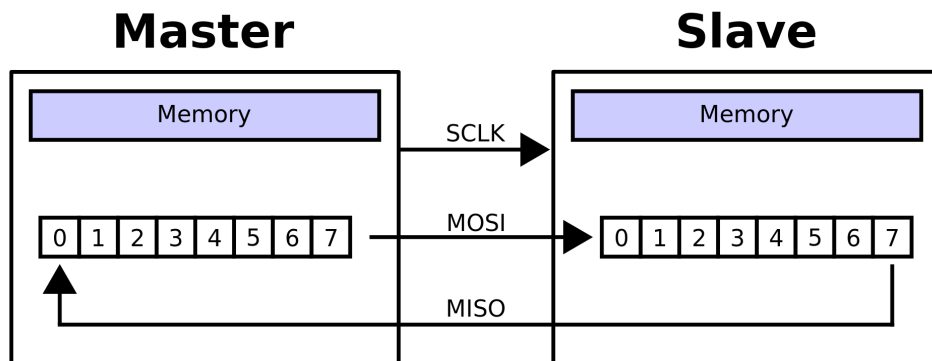 Master Slave
Memory Memory
SCLK
MOSI
0 1 2 3 4 5 6 7 0 1 2 3 4 5 6 7
MISO